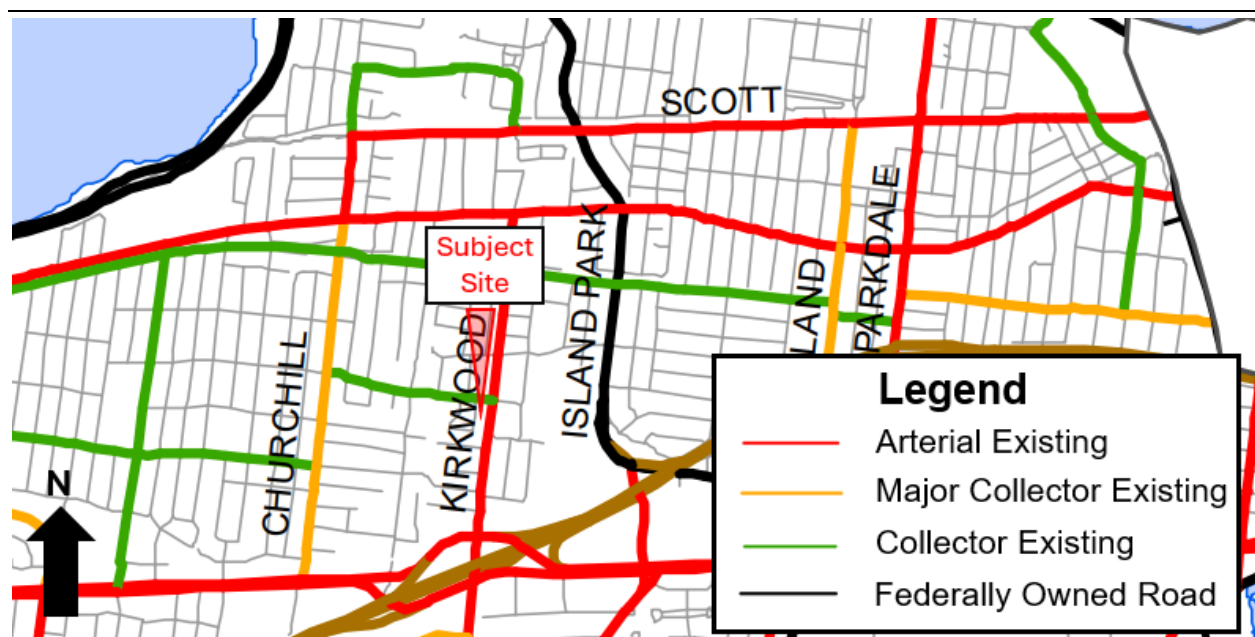 SCOTT
PARKDALE
ISLAND PARK
Subject
Site
LAND
KIRKWOOD
CHURCHILL
N
Legend
Arterial Existing
Major Collector Existing
Collector Existing
Federally Owned Road